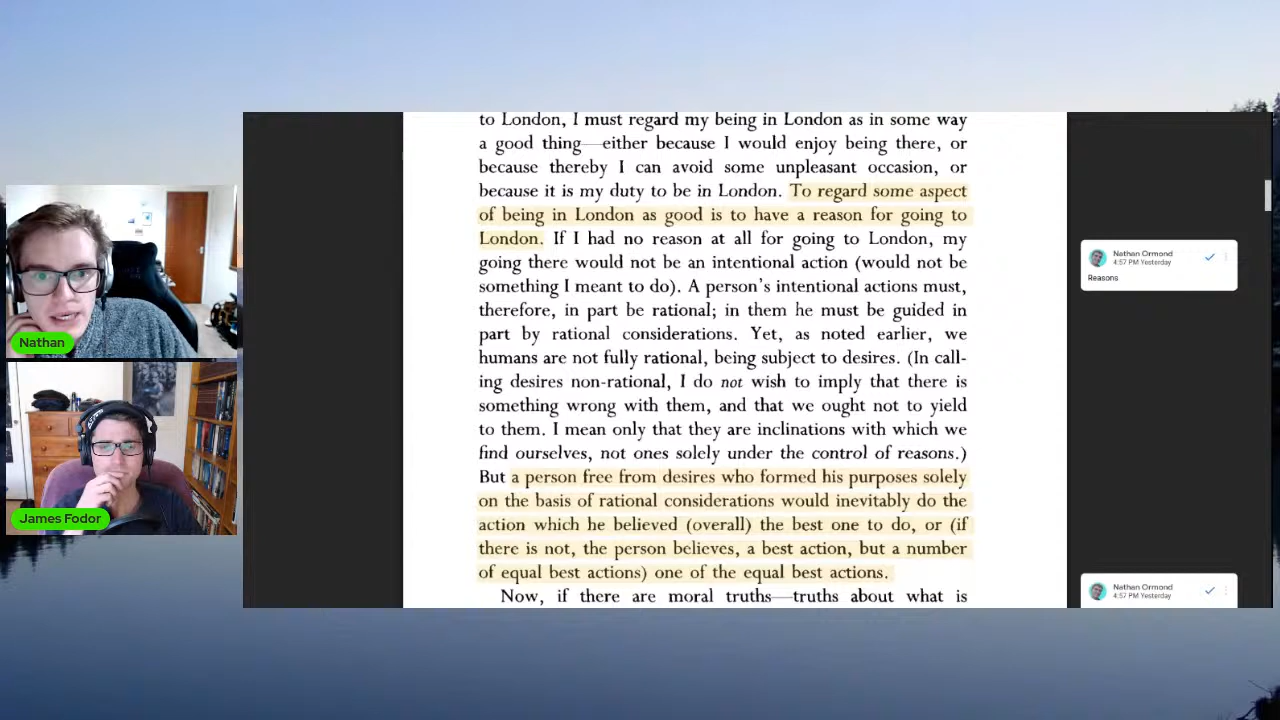 to London, I must regard my being in London as in some way
a good thing—either because I would enjoy being there, or
because thereby I can avoid some unpleasant occasion, or
because it is my duty to be in London. To regard some aspect
of being in London as good is to have a reason for going to
London. If I had no reason at all for going to London, my
going there would not be an intentional action (would not be
something I meant to do). A person's intentional actions must,
therefore, in part be rational; in them he must be guided in
part by rational considerations. Yet, as noted earlier, we
humans are not fully rational, being subject to desires. (In call-
ing desires non-rational, I do not wish to imply that there is
something wrong with them, and that we ought not to yield
to them. I mean only that they are inclinations with which we
find ourselves, not ones solely under the control of reasons.)
But a person free from desires who formed his purposes solely
on the basis of rational considerations would inevitably do the
action which he believed (overall) the best one to do, or (if
there is not, the person believes, a best action, but a number
of equal best actions) one of the equal best actions.
Now, if there are moral truths—truths about what is
Nathan Ormond
4:57 PM Yesterday
Reasons
Nathan Ormond
4:57 PM Yesterday
Nathan
James Fodor